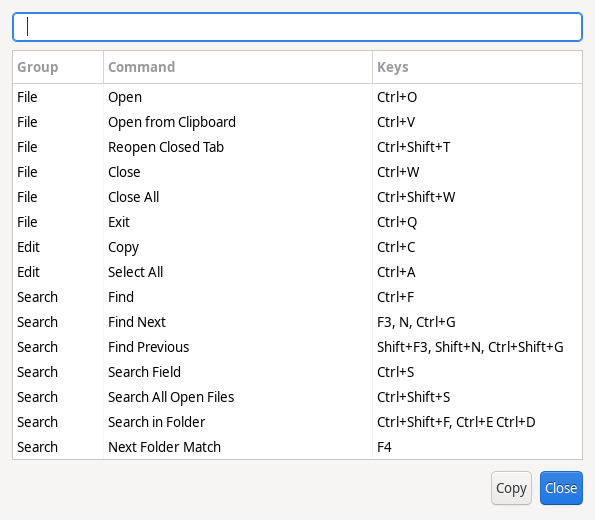 Group Command Keys
File Open Ctrl+O
File Open from Clipboard Ctrl+V
File Reopen Closed Tab Ctrl+Shift+T
File Close Ctrl+W
File Close All Ctrl+Shift+W
File Exit Ctrl+Q
Edit Copy Ctrl+C
Edit Select All Ctrl+A
Search Find Ctrl+F
Search Find Next F3, N, Ctrl+G
Search Find Previous Shift+F3, Shift+N, Ctrl+Shift+G
Search Search Field Ctrl+S
Search Search All Open Files Ctrl+Shift+S
Search Search in Folder Ctrl+Shift+F, Ctrl+E Ctrl+D
Search Next Folder Match F4
Copy Close